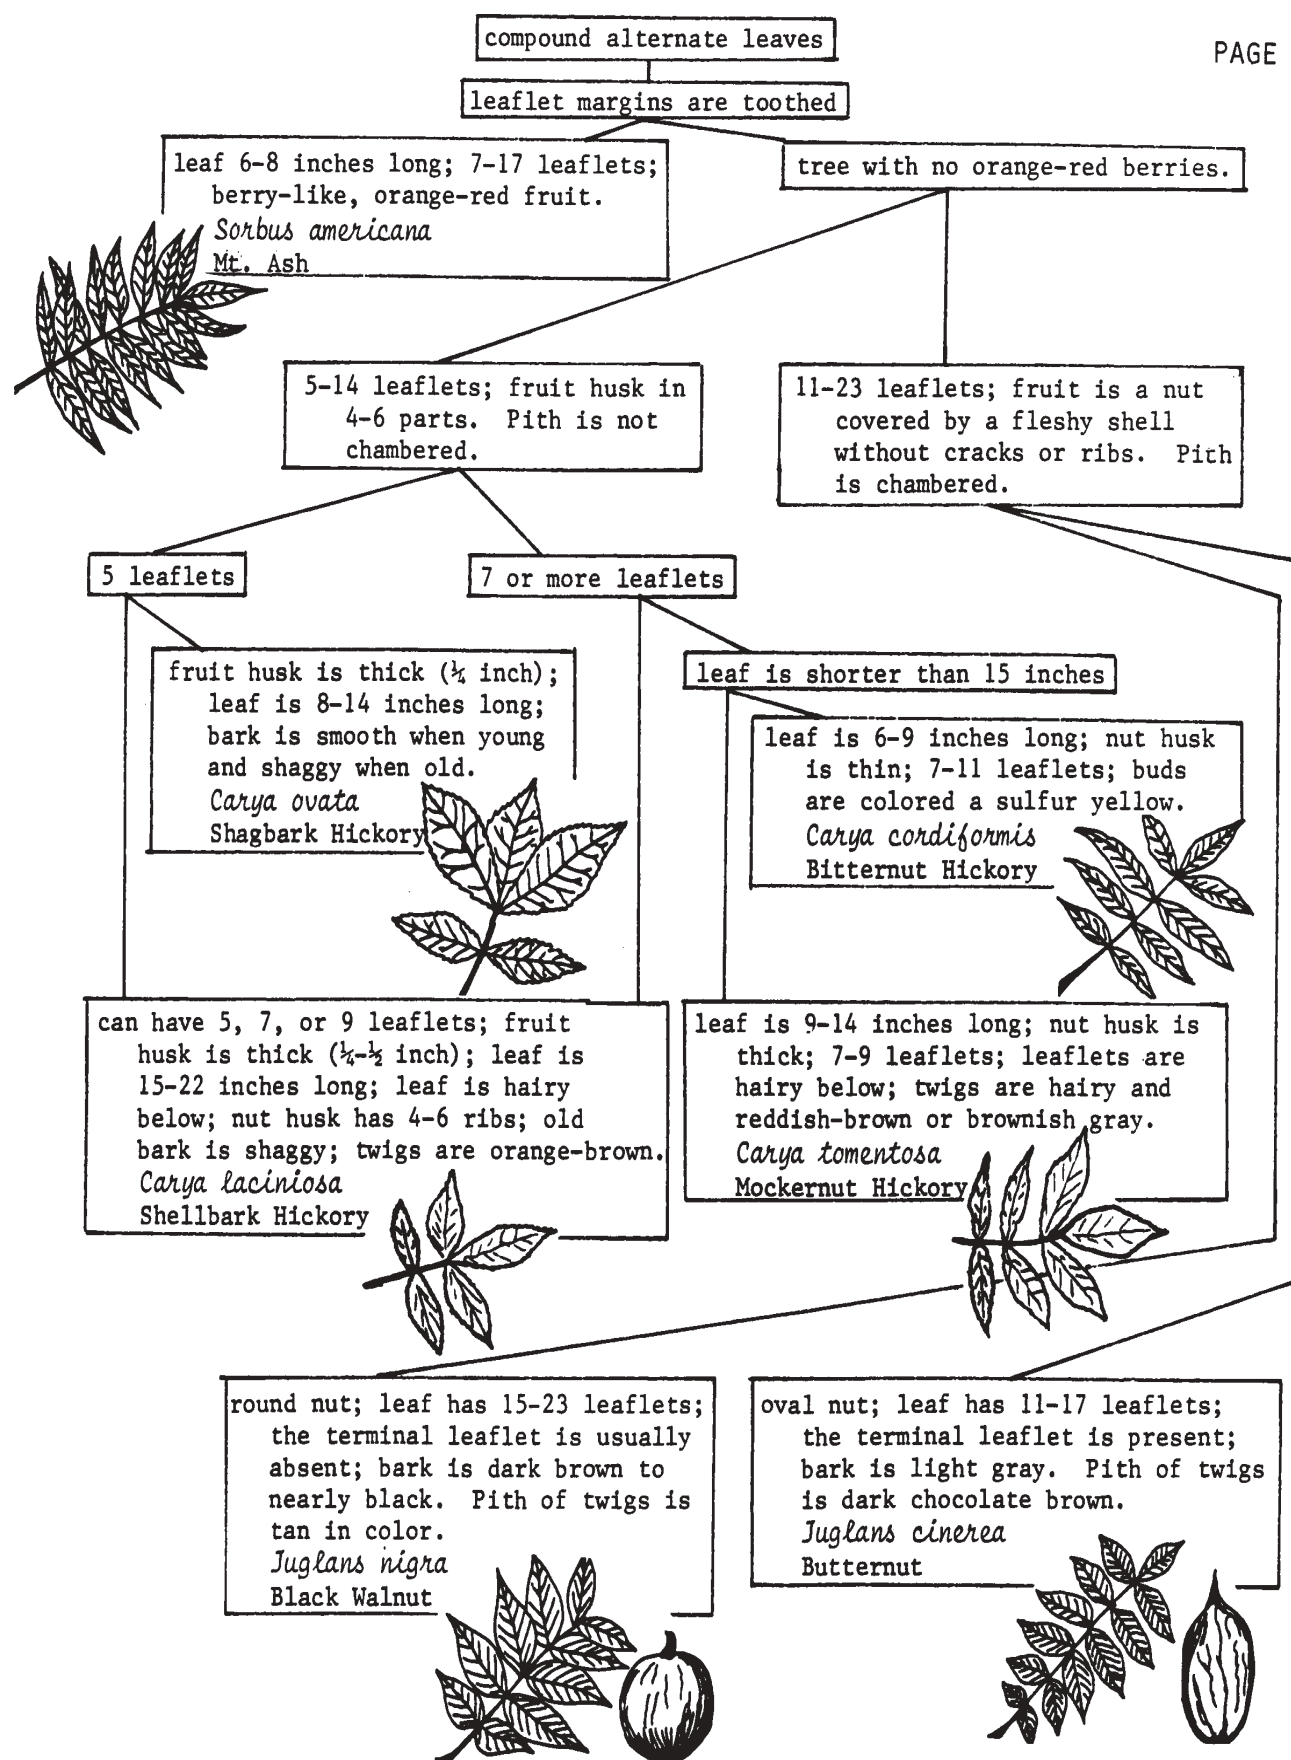 compound alternate leaves
PAGE
leaflet margins are toothed
leaf 6-8 inches long; 7-17 leaflets;
berry-like, orange-red fruit.
Sorbus americana
Mt. Ash
tree with no orange-red berries.
5-14 leaflets; fruit husk in
4-6 parts. Pith is not
chambered.
11-23 leaflets; fruit is a nut
covered by a fleshy shell
without cracks or ribs. Pith
is chambered.
5 leaflets
7 or more leaflets
fruit husk is thick (¼ inch);
leaf is 8-14 inches long;
bark is smooth when young
and shaggy when old.
Carya ovata
Shagbark Hickory
leaf is shorter than 15 inches
leaf is 6-9 inches long; nut husk
is thin; 7-11 leaflets; buds
are colored a sulfur yellow.
Carya cordiformis
Bitternut Hickory
can have 5, 7, or 9 leaflets; fruit
husk is thick (¼-½ inch); leaf is
15-22 inches long; leaf is hairy
below; nut husk has 4-6 ribs; old
bark is shaggy; twigs are orange-brown.
Carya laciniosa
Shellbark Hickory
leaf is 9-14 inches long; nut husk is
thick; 7-9 leaflets; leaflets are
hairy below; twigs are hairy and
reddish-brown or brownish gray.
Carya tomentosa
Mockernut Hickory
round nut; leaf has 15-23 leaflets;
the terminal leaflet is usually
absent; bark is dark brown to
nearly black. Pith of twigs is
tan in color.
Juglans nigra
Black Walnut
oval nut; leaf has 11-17 leaflets;
the terminal leaflet is present;
bark is light gray. Pith of twigs
is dark chocolate brown.
Juglans cinerea
Butternut